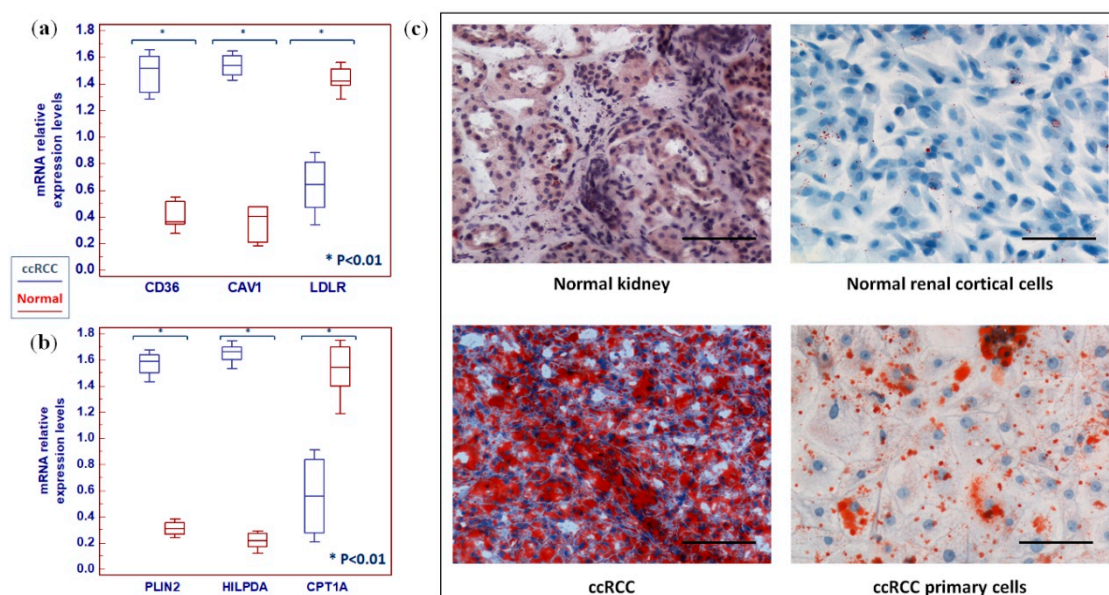 (a)
1.8
1.6
1.4
1.2
1.0
0.8
0.6
0.4
0.2
0.0
mRNA relative
expression levels
* * *
* P<0.01
CD36 CAV1 LDLR
ccRCC
Normal
(b)
1.8
1.6
1.4
1.2
1.0
0.8
0.6
0.4
0.2
0.0
mRNA relative
expression levels
* * *
* P<0.01
PLIN2 HILPDA CPT1A
(c)
Normal kidney
Normal renal cortical cells
ccRCC
ccRCC primary cells